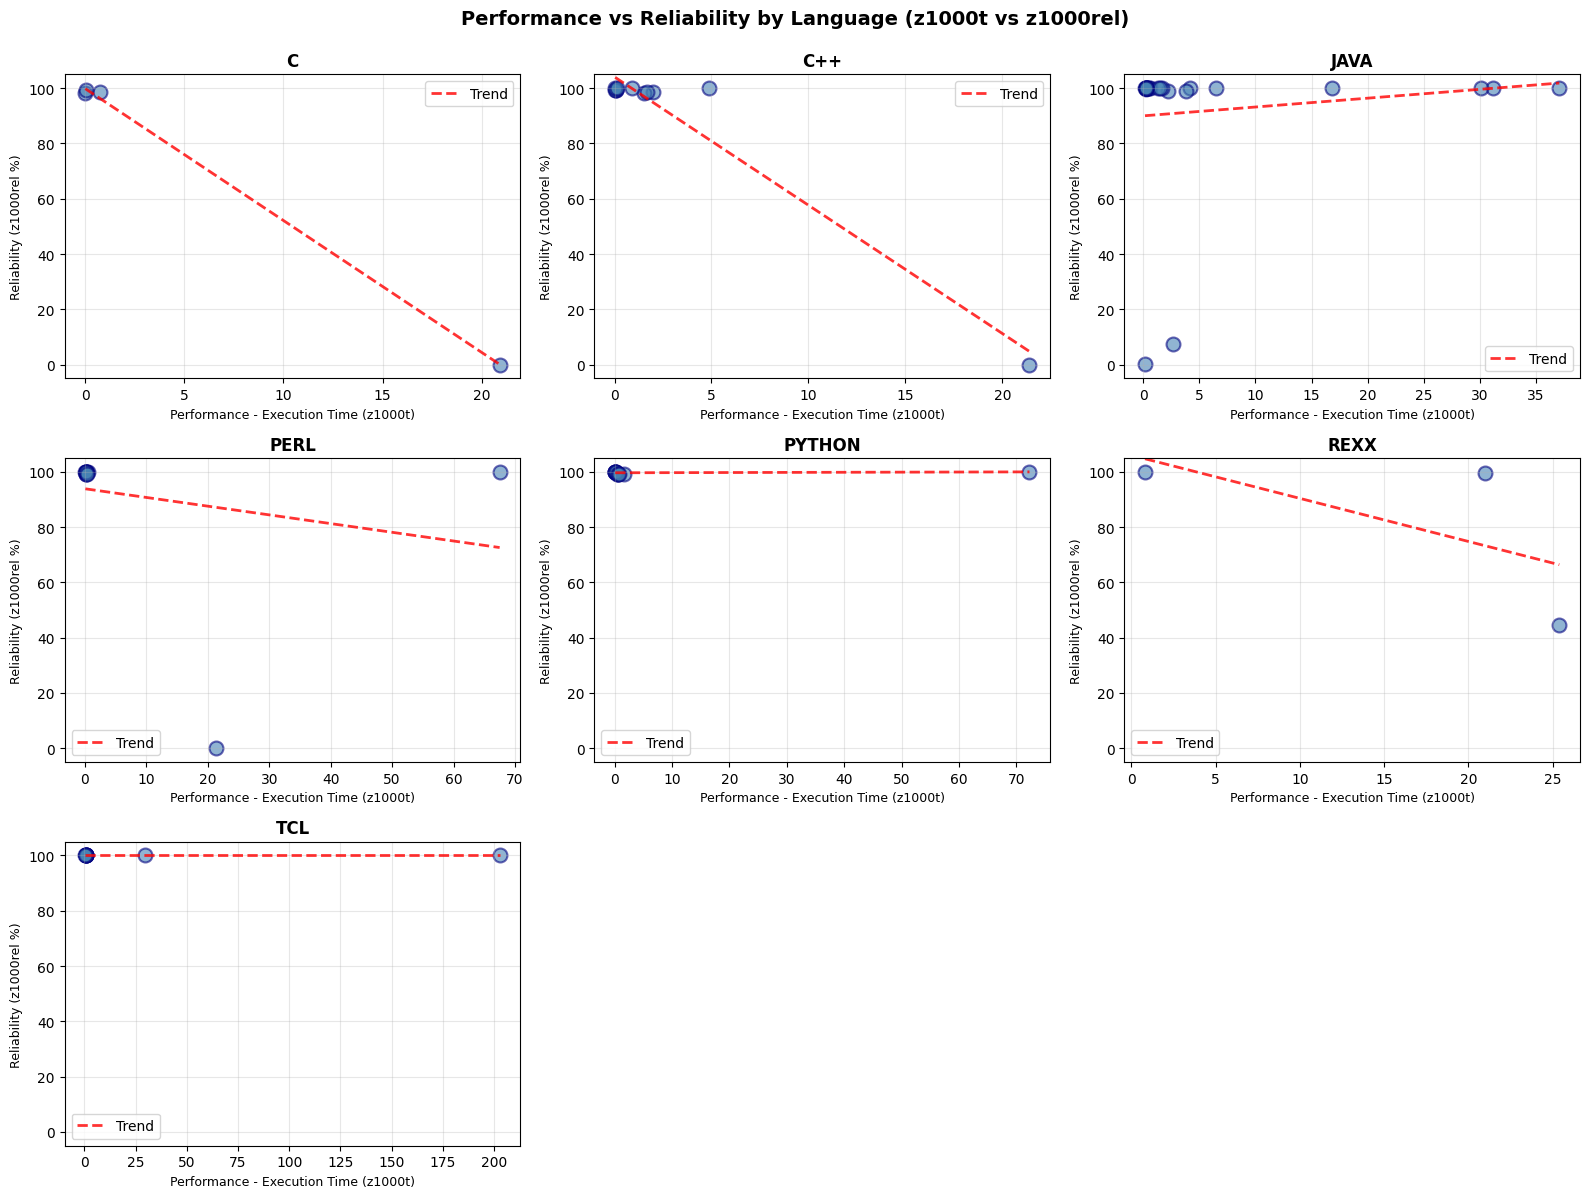 Performance vs Reliability by Language (z1000t vs z1000rel)
C
Reliability (z1000rel %)
100
80
60
40
20
0
Trend
0 5 10 15 20
Performance - Execution Time (z1000t)
C++
Reliability (z1000rel %)
100
80
60
40
20
0
Trend
0 5 10 15 20
Performance - Execution Time (z1000t)
JAVA
Reliability (z1000rel %)
100
80
60
40
20
0
Trend
0 5 10 15 20 25 30 35
Performance - Execution Time (z1000t)
PERL
Reliability (z1000rel %)
100
80
60
40
20
0
Trend
0 10 20 30 40 50 60 70
Performance - Execution Time (z1000t)
PYTHON
Reliability (z1000rel %)
100
80
60
40
20
0
Trend
0 10 20 30 40 50 60 70
Performance - Execution Time (z1000t)
REXX
Reliability (z1000rel %)
100
80
60
40
20
0
Trend
0 5 10 15 20 25
Performance - Execution Time (z1000t)
TCL
Reliability (z1000rel %)
100
80
60
40
20
0
Trend
0 25 50 75 100 125 150 175 200
Performance - Execution Time (z1000t)